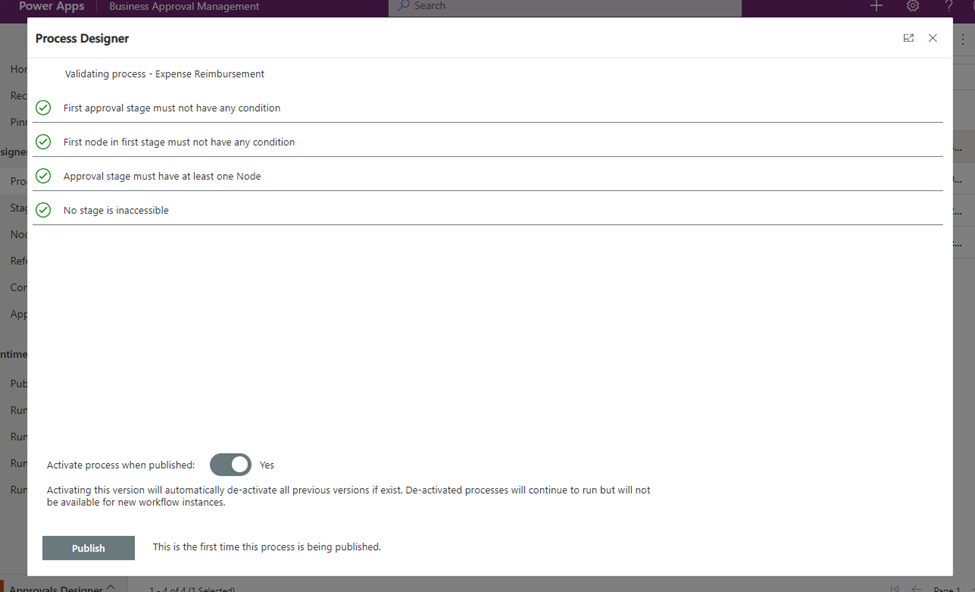 Power Apps
Business Approval Management
Search
Process Designer
Validating process - Expense Reimbursement
First approval stage must not have any condition
First node in first stage must not have any condition
Approval stage must have at least one Node
No stage is inaccessible
Activate process when published:
Yes
Activating this version will automatically de-activate all previous versions if exist. De-activated processes will continue to run but will not
be available for new workflow instances.
Publish
This is the first time this process is being published.
Hor
Rec
Pinr
signe
Pro
Stag
Noc
Refe
Cor
App
ntime
Pub
Run
Run
Run
Run
Approvals Designer
1 - 4 of 4 (1 Selected)
Page 1